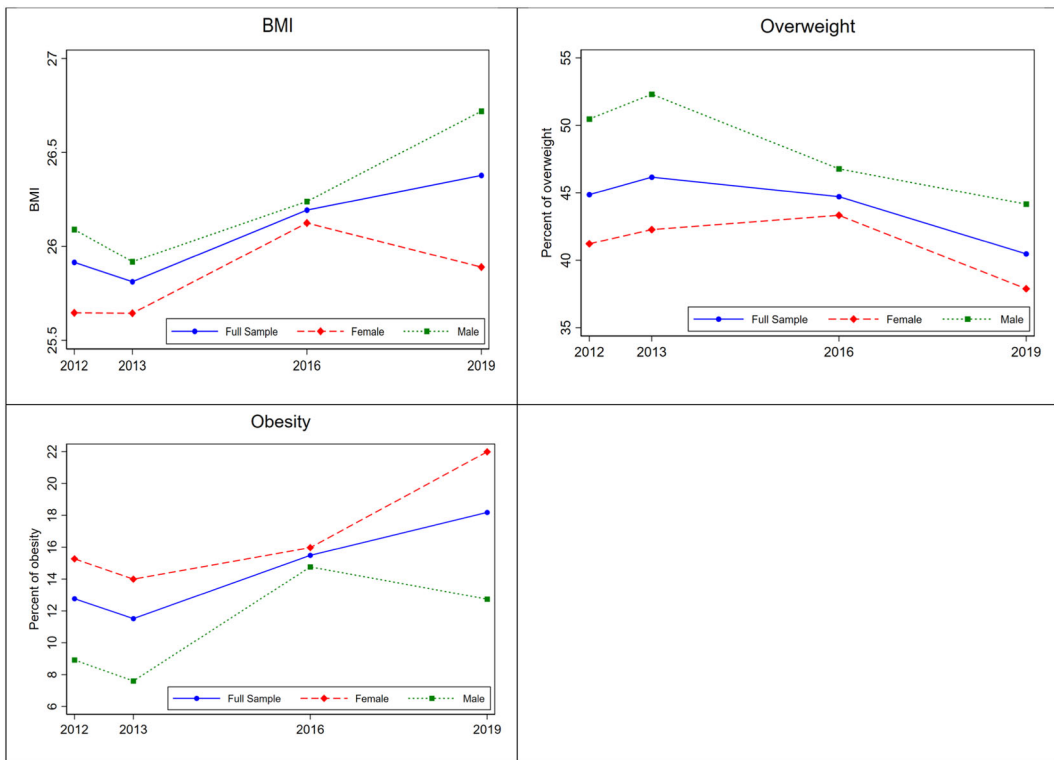 BMI
BMI
27
26.5
26
25.5
Full Sample Female Male
2012 2013 2016 2019
Overweight
Percent of overweight
55
50
45
40
35
Full Sample Female Male
2012 2013 2016 2019
Obesity
Percent of obesity
22
20
18
16
14
12
10
8
6
Full Sample Female Male
2012 2013 2016 2019